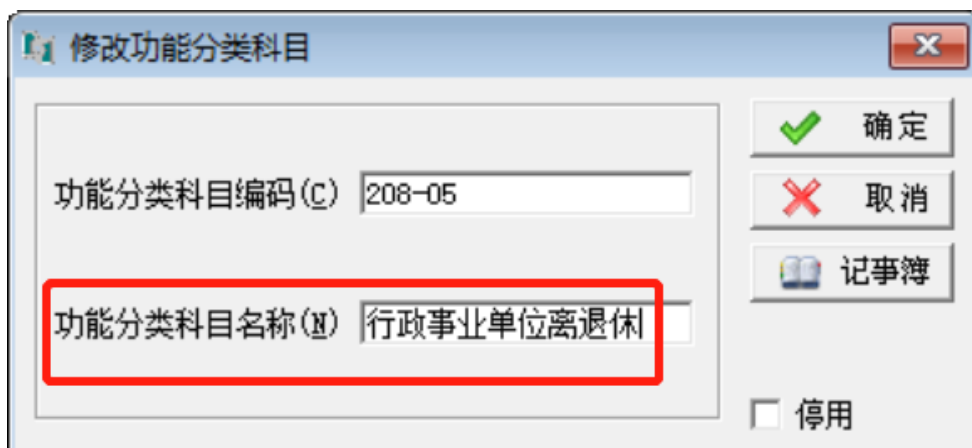 修改功能分类科目
功能分类科目编码(C) 208-05
功能分类科目名称(N) 行政事业单位离退休
确定
取消
记事簿
停用